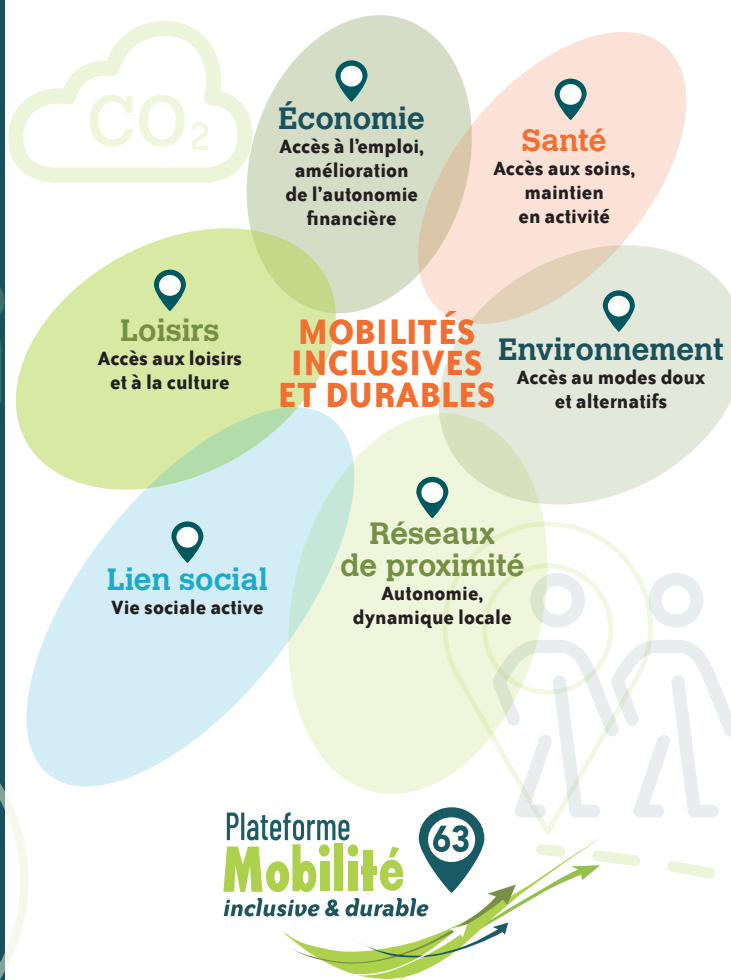 CO2
Économie
Accès à l'emploi,
amélioration
de l'autonomie
financière
Santé
Accès aux soins,
maintien
en activité
Loisirs
Accès aux loisirs
et à la culture
MOBILITÉS
INCLUSIVES
ET DURABLES
Environnement
Accès au modes doux
et alternatifs
Lien social
Vie sociale active
Réseaux
de proximité
Autonomie,
dynamique locale
Plateforme
Mobilité
inclusive & durable
63